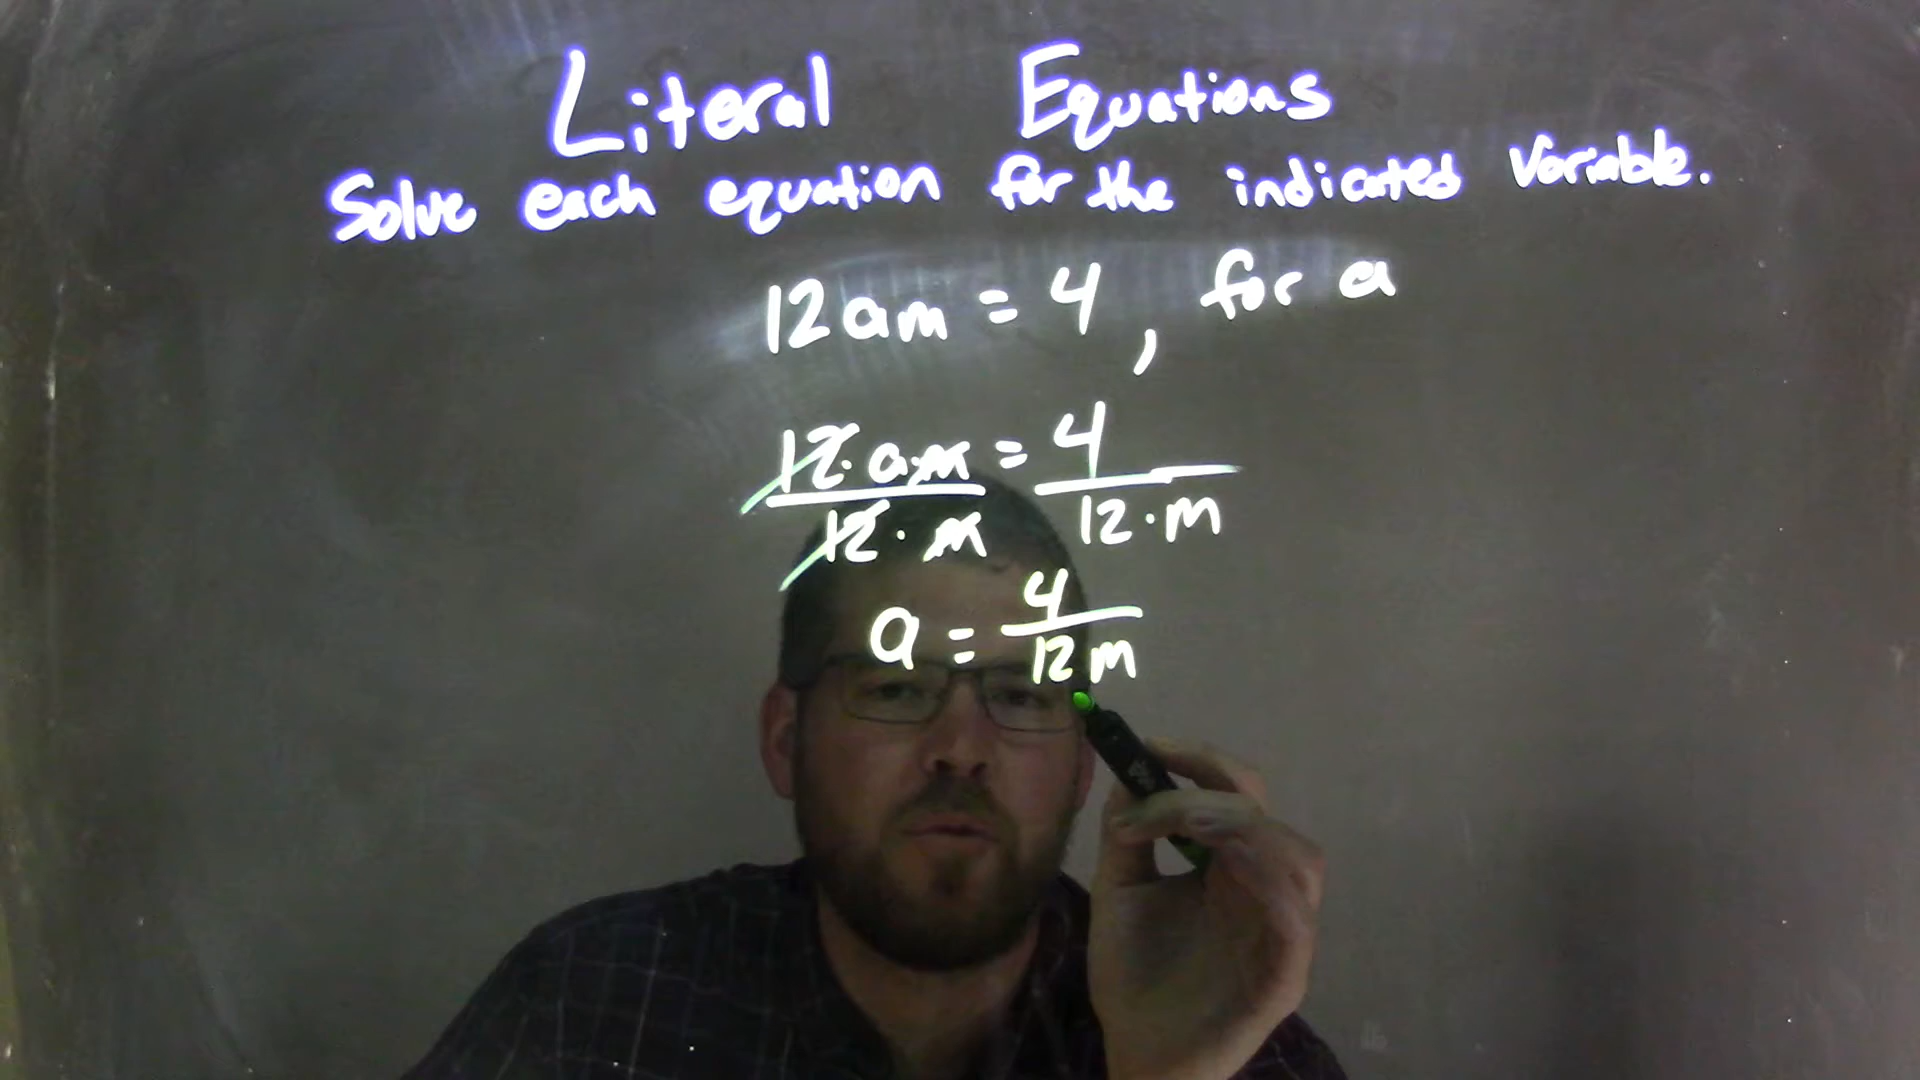 Literal Equations
Solve each equation for the indicated variable.
12am = 4, for a
12·a·m = 4
12·m 12·m
a = 4
12m